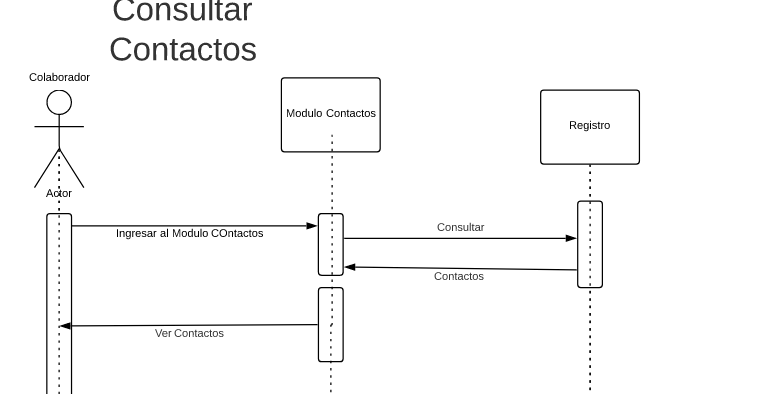 Consultar
Contactos
Colaborador
Modulo Contactos
Registro
Actor
Ingresar al Modulo COntactos
Consultar
Contactos
Ver Contactos